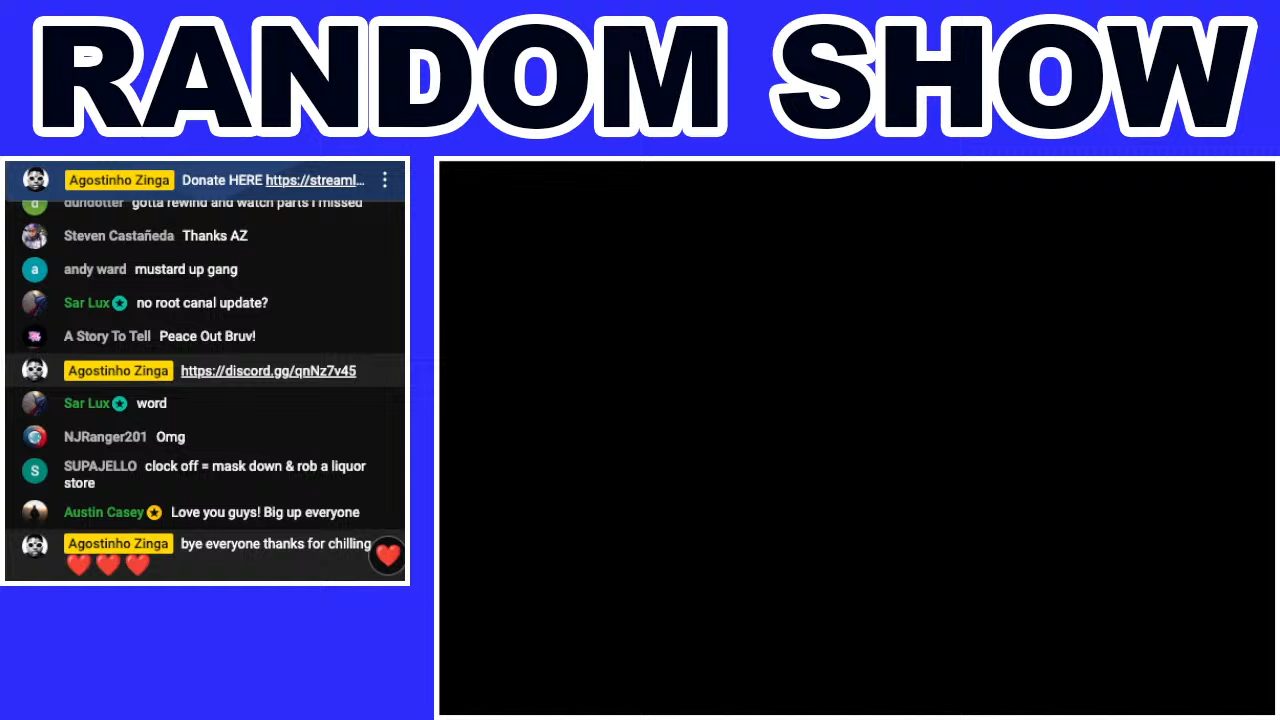 RANDOM SHOW
Agostinho Zinga Donate HERE https://streaml...
dundotter gotta rewind and watch parts I missed
Steven Castañeda Thanks AZ
a andy ward mustard up gang
Sar Lux no root canal update?
A Story To Tell Peace Out Bruv!
Agostinho Zinga https://discord.gg/qnNz7v45
Sar Lux word
NJRanger201 Omg
S SUPAJELLO clock off = mask down & rob a liquor
store
Austin Casey Love you guys! Big up everyone
Agostinho Zinga bye everyone thanks for chilling